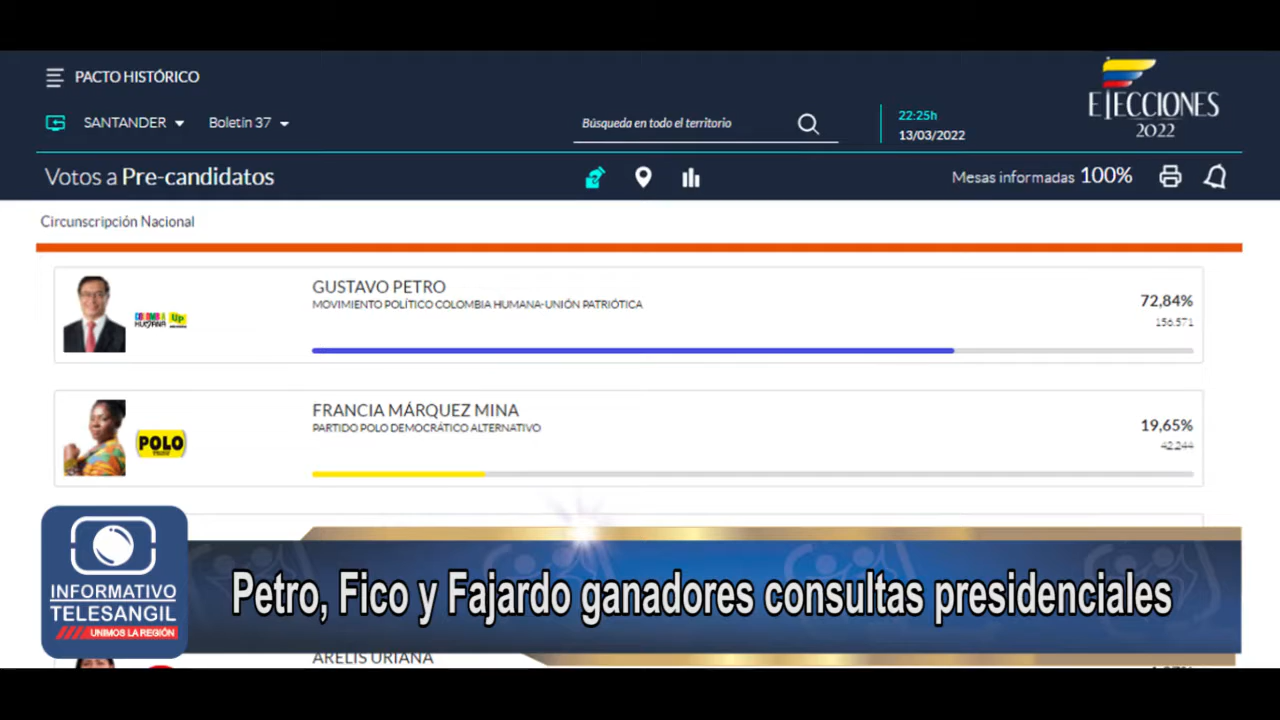 PACTO HISTÓRICO
SANTANDER
Boletín 37
Búsqueda en todo el territorio
22:25h
13/03/2022
ELECCIONES
2022
Votos a Pre-candidatos
Mesas informadas 100%
Circunscripción Nacional
GUSTAVO PETRO
MOVIMIENTO POLÍTICO COLOMBIA HUMANA-UNIÓN PATRIÓTICA
72,84%
156.571
COLOMBIA
HUMANA
UP
FRANCIA MÁRQUEZ MINA
PARTIDO POLO DEMOCRÁTICO ALTERNATIVO
19,65%
42.244
POLO
INFORMATIVO
TELESANGIL
UNIMOS LA REGIÓN
Petro, Fico y Fajardo ganadores consultas presidenciales
ARELIS URIANA